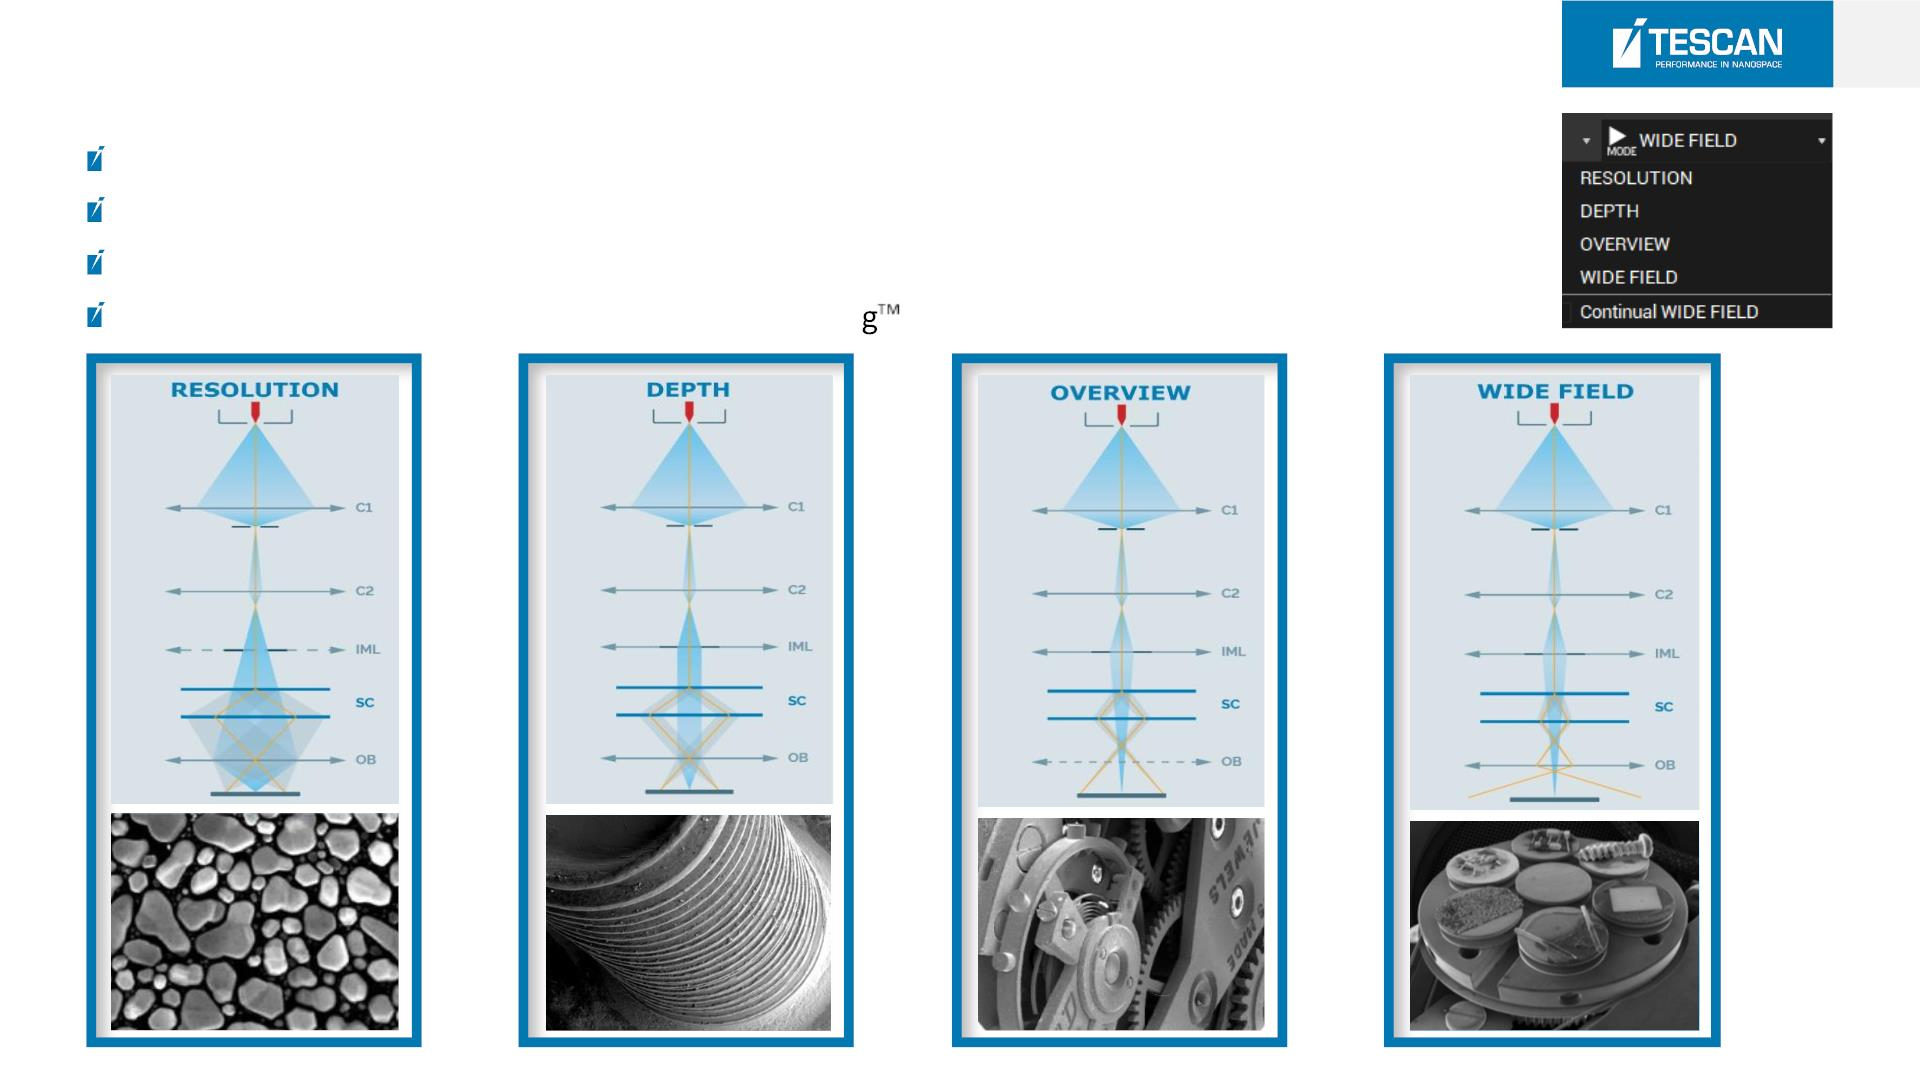 TESCAN
PERFORMANCE IN NANOSPACE
MODE WIDE FIELD
RESOLUTION
DEPTH
OVERVIEW
WIDE FIELD
Continual WIDE FIELD
g™
RESOLUTION
C1
C2
IML
SC
OB
DEPTH
C1
C2
IML
SC
OB
OVERVIEW
C1
C2
IML
SC
OB
JEWELS
MADE
WIDE FIELD
C1
C2
IML
SC
OB